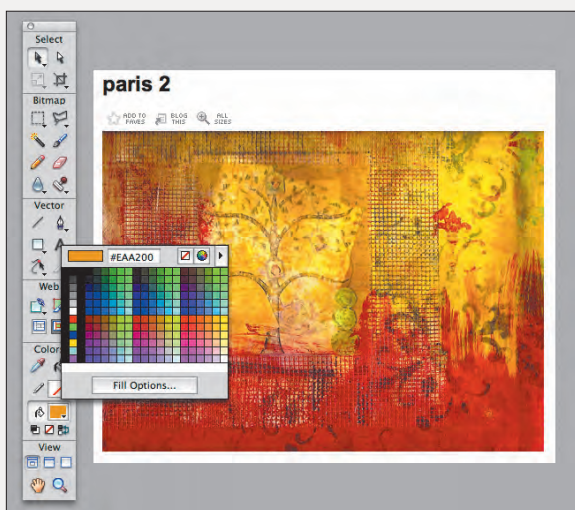 Select
Bitmap
Vector
Web
Colors
View
paris 2
ADD TO FAVES
BLOG THIS
ALL SIZES
#EAA200
Fill Options...